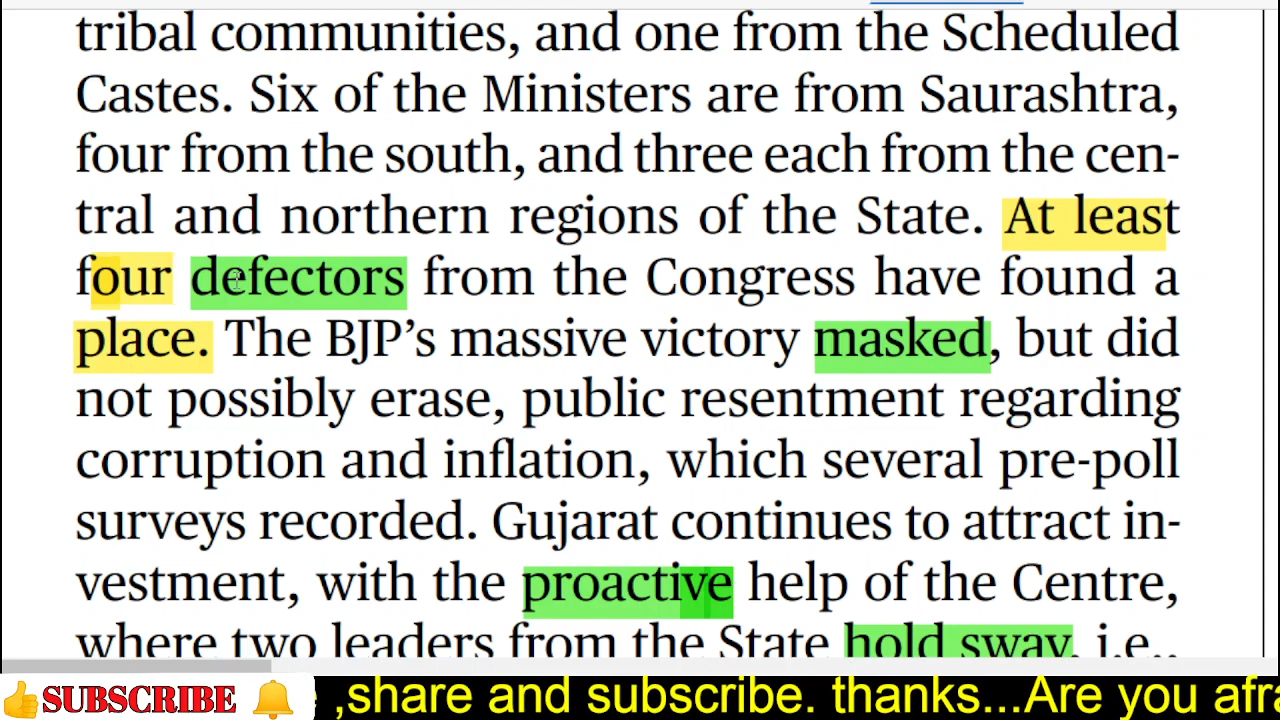 tribal communities, and one from the Scheduled
Castes. Six of the Ministers are from Saurashtra,
four from the south, and three each from the cen-
tral and northern regions of the State. At least
four defectors from the Congress have found a
place. The BJP's massive victory masked, but did
not possibly erase, public resentment regarding
corruption and inflation, which several pre-poll
surveys recorded. Gujarat continues to attract in-
vestment, with the proactive help of the Centre,
where two leaders from the State hold sway, i.e.,
SUBSCRIBE ,share and subscribe. thanks...Are you